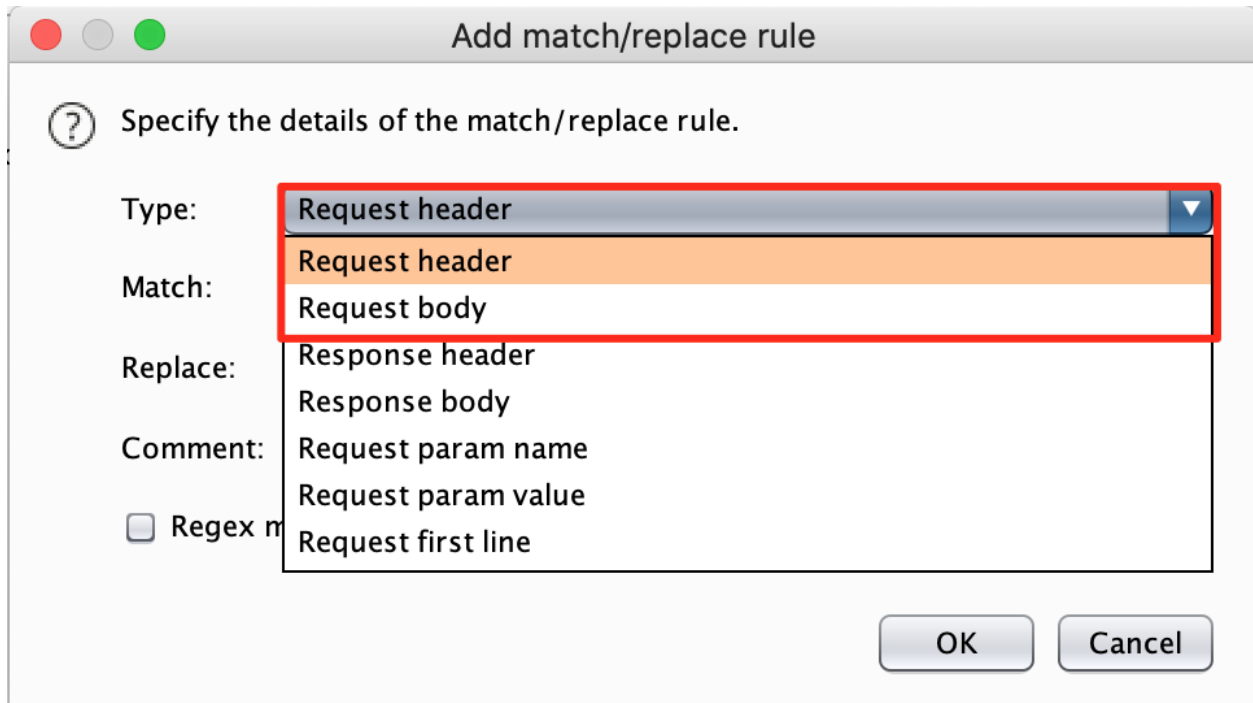 Add match/replace rule
Specify the details of the match/replace rule.
Type:
Request header
Request header
Request body
Match:
Response header
Replace:
Response body
Comment:
Request param name
Request param value
Regex m
Request first line
OK
Cancel